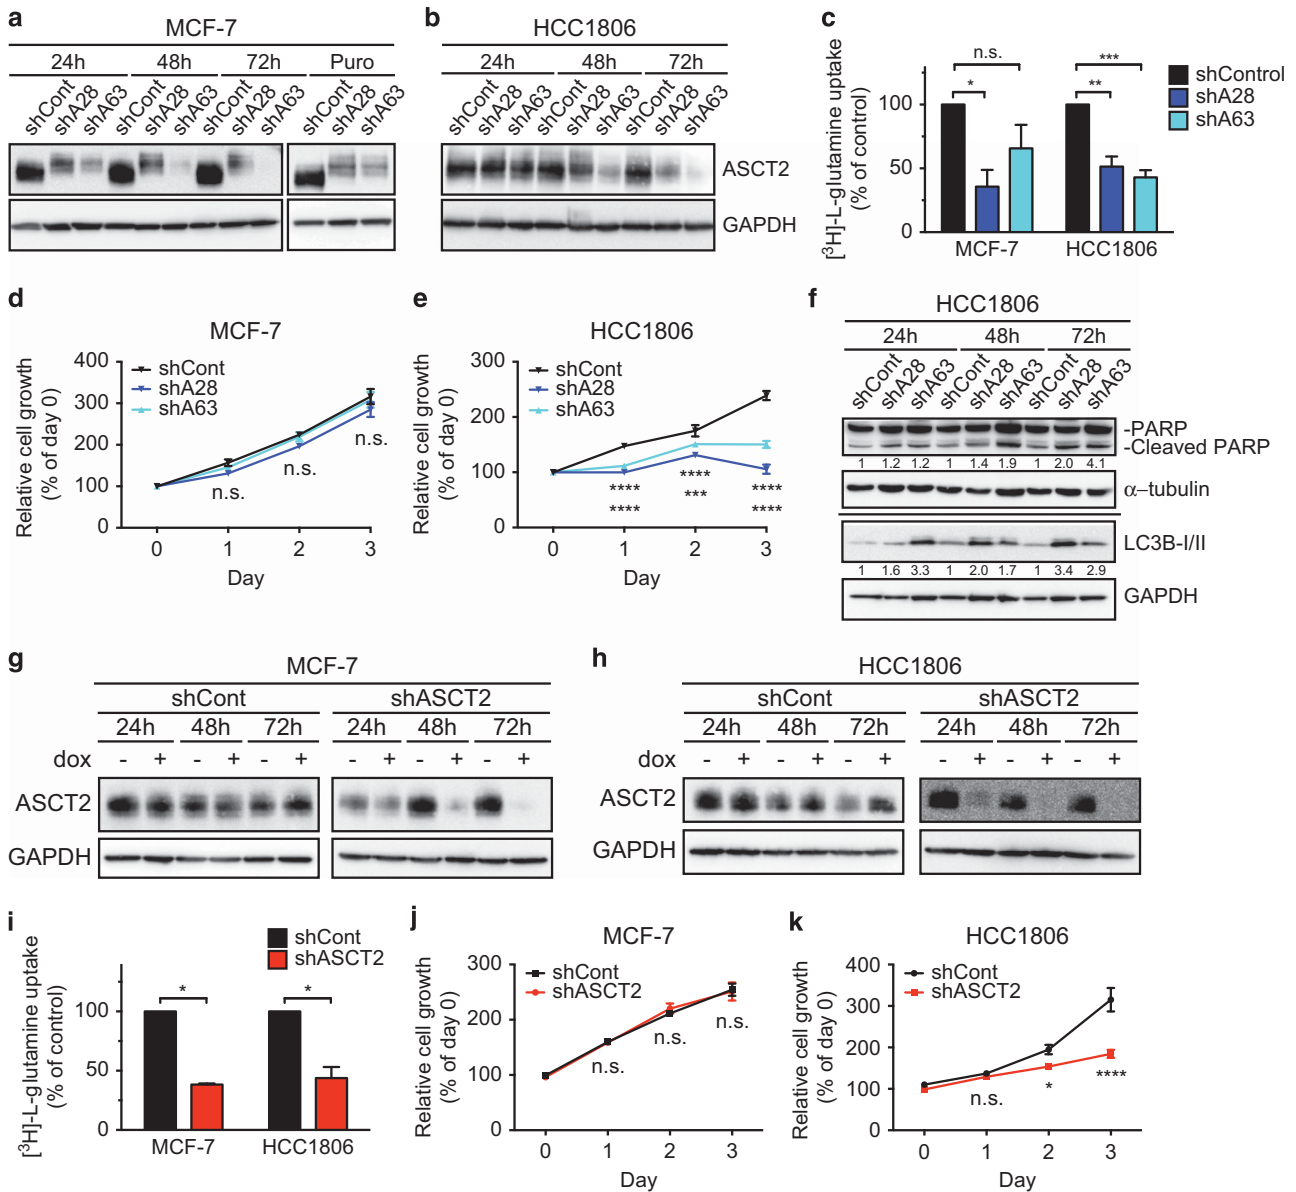 a
MCF-7
24h 48h 72h Puro
shCont shA28 shA63 shCont shA28 shA63 shCont shA28 shA63 shCont shA28 shA63
b
HCC1806
24h 48h 72h
shCont shA28 shA63 shCont shA28 shA63 shCont shA28 shA63
ASCT2
GAPDH
c
[³H]-L-glutamine uptake
(% of control)
100
50
0
n.s.
*
***
**
MCF-7 HCC1806
shControl
shA28
shA63
d
MCF-7
Relative cell growth
(% of day 0)
400
300
200
100
0
shCont
shA28
shA63
n.s.
n.s.
n.s.
0 1 2 3
Day
e
HCC1806
Relative cell growth
(% of day 0)
300
200
100
0
shCont
shA28
shA63
**** **** ****
**** *** ****
0 1 2 3
Day
f
HCC1806
24h 48h 72h
shCont shA28 shA63 shCont shA28 shA63 shCont shA28 shA63
-PARP
-Cleaved PARP
1 1.2 1.2 1 1.4 1.9 1 2.0 4.1
α−tubulin
LC3B-I/II
1 1.6 3.3 1 2.0 1.7 1 3.4 2.9
GAPDH
g
MCF-7
shCont shASCT2
24h 48h 72h 24h 48h 72h
dox - + - + - + - + - + - +
ASCT2
GAPDH
h
HCC1806
shCont shASCT2
24h 48h 72h 24h 48h 72h
dox - + - + - + - + - + - +
ASCT2
GAPDH
i
[³H]-L-glutamine uptake
(% of control)
100
50
0
shCont
shASCT2
* *
MCF-7 HCC1806
j
MCF-7
Relative cell growth
(% of day 0)
300
200
100
0
shCont
shASCT2
n.s.
n.s.
n.s.
0 1 2 3
Day
k
HCC1806
Relative cell growth
(% of day 0)
400
300
200
100
0
shCont
shASCT2
n.s.
*
****
0 1 2 3
Day